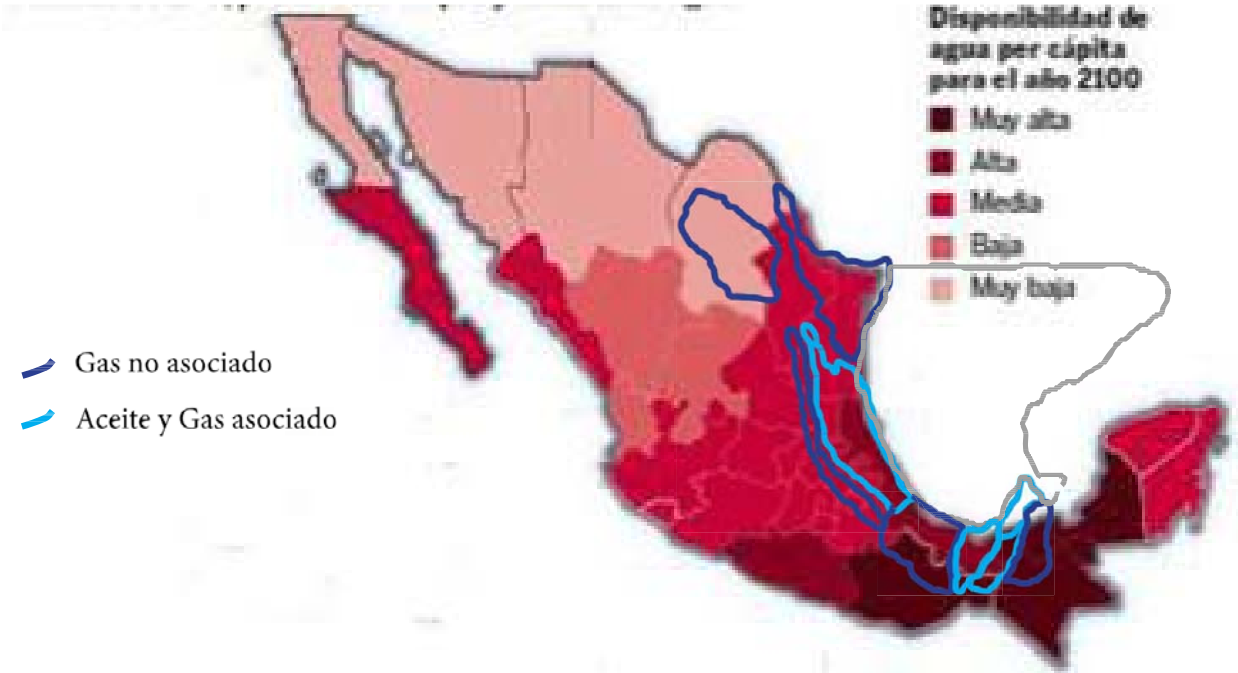 Disponibilidad de
agua per cápita
para el año 2100
Muy alta
Alta
Media
Baja
Muy baja
Gas no asociado
Aceite y Gas asociado